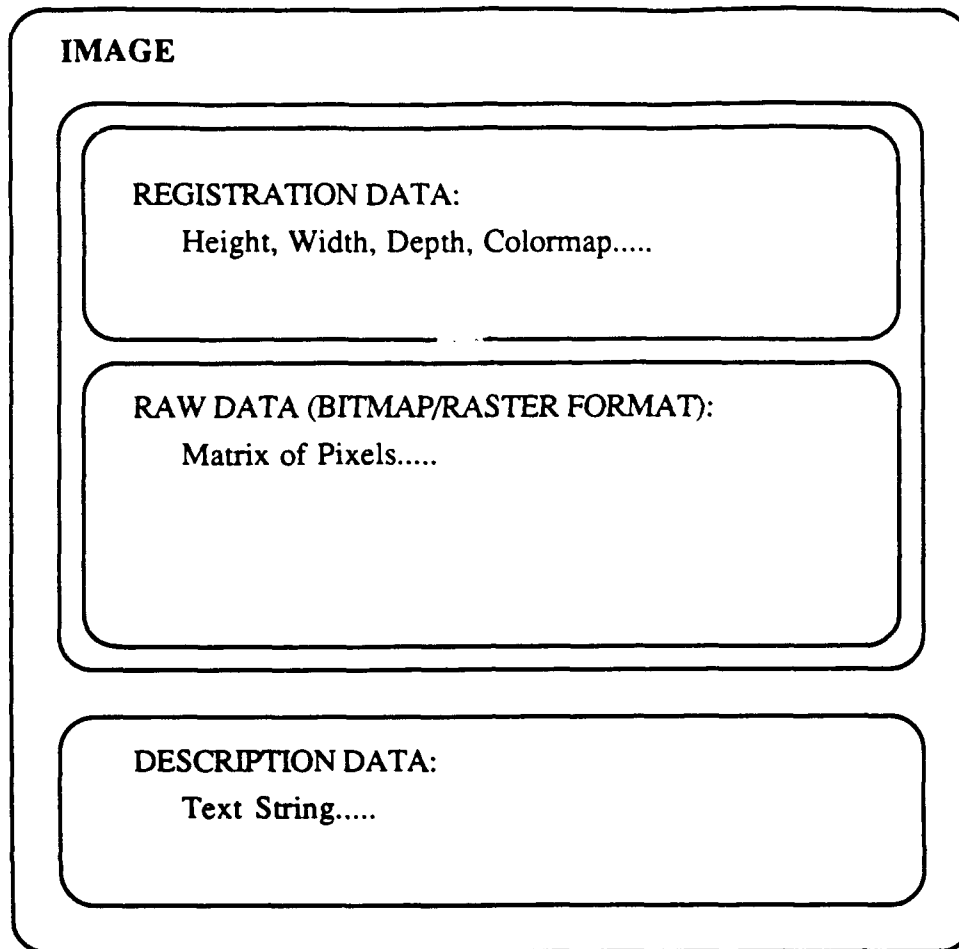 IMAGE
REGISTRATION DATA:
Height, Width, Depth, Colormap.....
RAW DATA (BITMAP/RASTER FORMAT):
Matrix of Pixels.....
DESCRIPTION DATA:
Text String.....